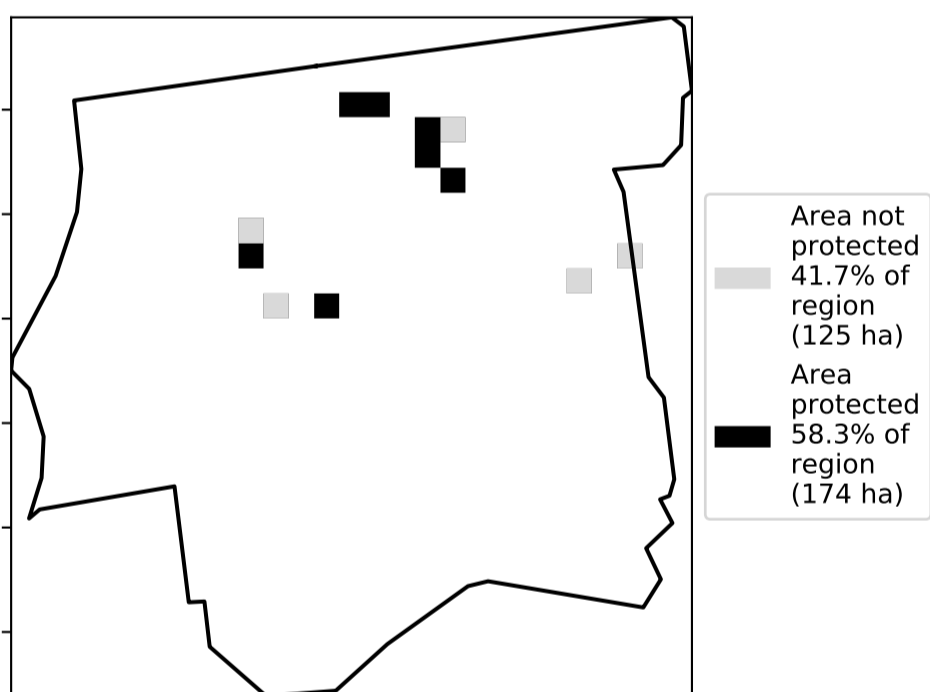 Area not
protected
41.7% of
region
(125 ha)
Area
protected
58.3% of
region
(174 ha)